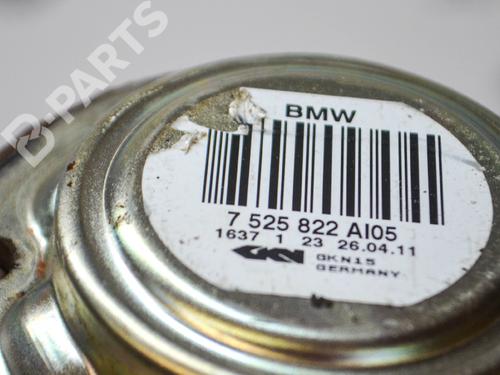 B-PARTS
BMW
7 525 822 AI05
1637 1 23 26.04.11
GKN
GKN15
GERMANY